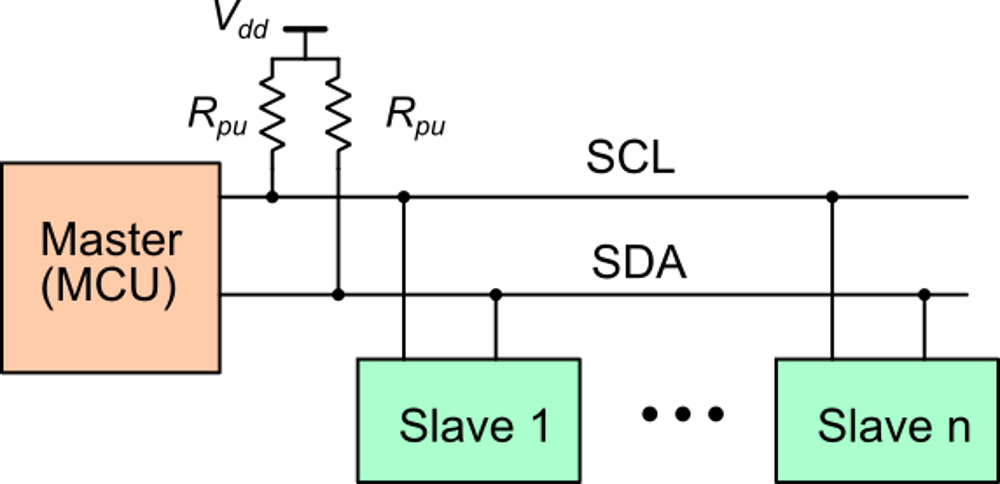 Vdd
Rpu
Rpu
SCL
Master
(MCU)
SDA
Slave 1
Slave n